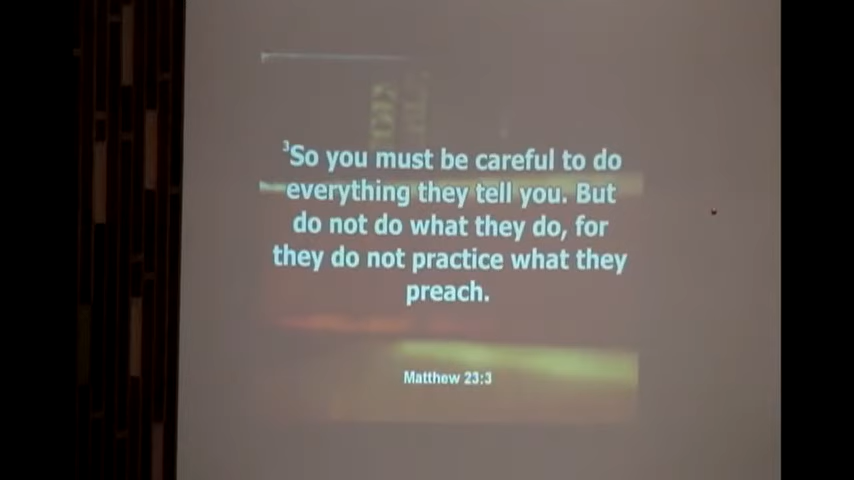 ³So you must be careful to do
everything they tell you. But
do not do what they do, for
they do not practice what they
preach.
Matthew 23:3